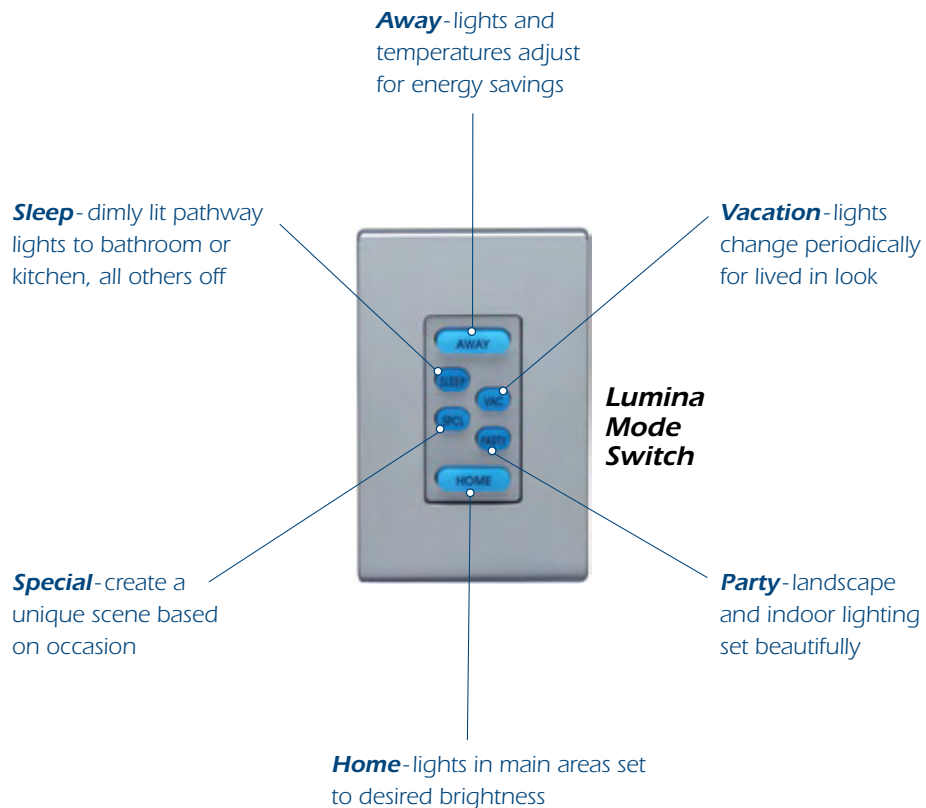 Away-lights and
temperatures adjust
for energy savings
Sleep-dimly lit pathway
lights to bathroom or
kitchen, all others off
Vacation-lights
change periodically
for lived in look
AWAY
SLEEP
VAC
SPCL
PARTY
HOME
Lumina
Mode
Switch
Special-create a
unique scene based
on occasion
Party-landscape
and indoor lighting
set beautifully
Home-lights in main areas set
to desired brightness